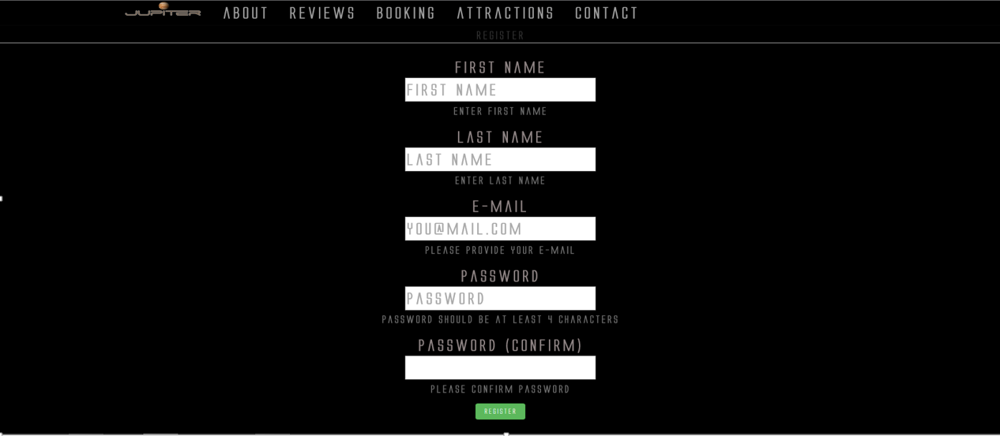 JUPITER ABOUT REVIEWS BOOKING ATTRACTIONS CONTACT
REGISTER
FIRST NAME
FIRST NAME
ENTER FIRST NAME
LAST NAME
LAST NAME
ENTER LAST NAME
E-MAIL
YOU@MAIL.COM
PLEASE PROVIDE YOUR E-MAIL
PASSWORD
PASSWORD
PASSWORD SHOULD BE AT LEAST 4 CHARACTERS
PASSWORD (CONFIRM)
PLEASE CONFIRM PASSWORD
REGISTER